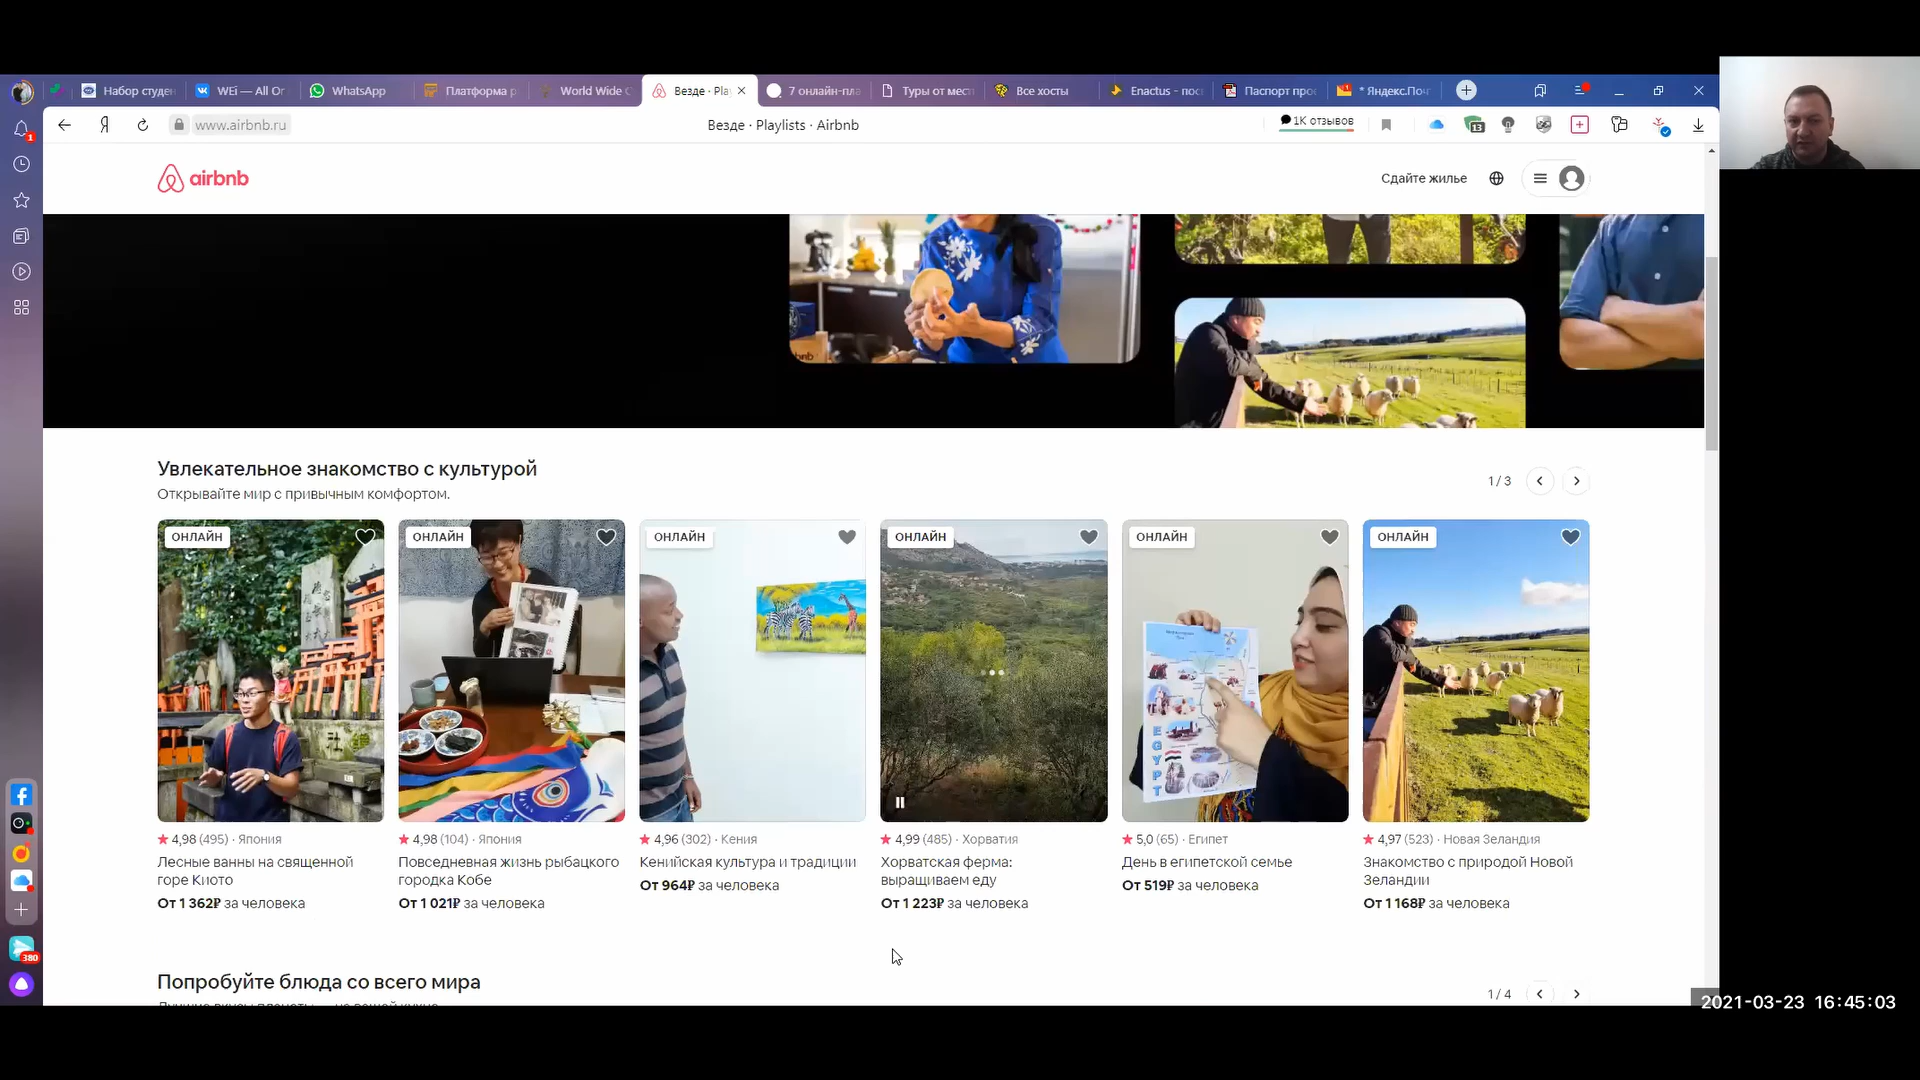 Набор студен
WEi — All Or
WhatsApp
Платформа р
World Wide C
Везде · Play
7 онлайн-пла
Туры от мест
Все хосты
Enactus – пос
Паспорт прое
* Яндекс.Почт
Я
www.airbnb.ru
Везде · Playlists · Airbnb
1K отзывов
13
1
airbnb
Сдайте жилье
Увлекательное знакомство с культурой
Открывайте мир с привычным комфортом.
1 / 3
ОНЛАЙН
ОНЛАЙН
ОНЛАЙН
ОНЛАЙН
ОНЛАЙН
ОНЛАЙН
EGYPT
4,98 (495) · Япония
Лесные ванны на священной
горе Киото
От 1 362₽ за человека
4,98 (104) · Япония
Повседневная жизнь рыбацкого
городка Кобе
От 1 021₽ за человека
4,96 (302) · Кения
Кенийская культура и традиции
От 964₽ за человека
4,99 (485) · Хорватия
Хорватская ферма:
выращиваем еду
От 1 223₽ за человека
5,0 (65) · Египет
День в египетской семье
От 519₽ за человека
4,97 (523) · Новая Зеландия
Знакомство с природой Новой
Зеландии
От 1 168₽ за человека
380
Попробуйте блюда со всего мира
1 / 4
2021-03-23 16:45:03